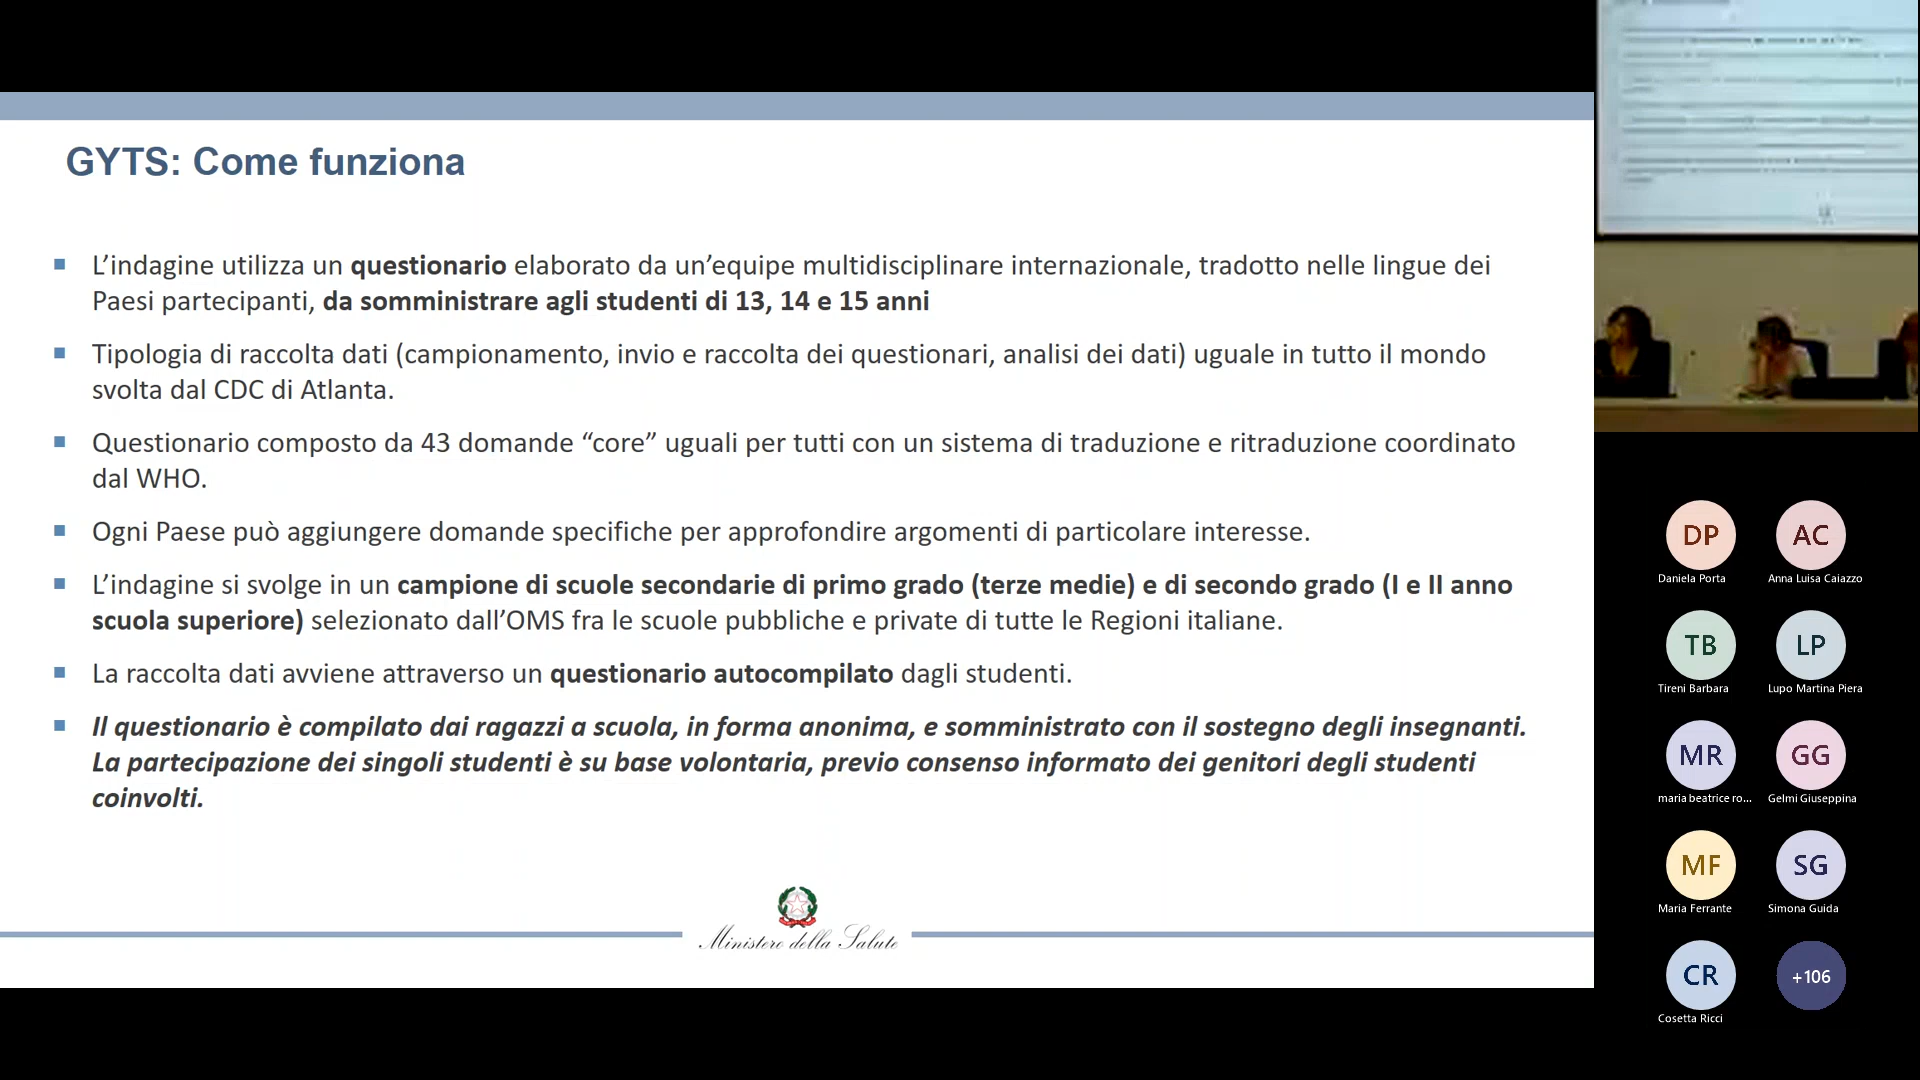 GYTS: Come funziona
L’indagine utilizza un questionario elaborato da un’equipe multidisciplinare internazionale, tradotto nelle lingue dei
Paesi partecipanti, da somministrare agli studenti di 13, 14 e 15 anni
Tipologia di raccolta dati (campionamento, invio e raccolta dei questionari, analisi dei dati) uguale in tutto il mondo
svolta dal CDC di Atlanta.
Questionario composto da 43 domande “core” uguali per tutti con un sistema di traduzione e ritraduzione coordinato
dal WHO.
Ogni Paese può aggiungere domande specifiche per approfondire argomenti di particolare interesse.
L’indagine si svolge in un campione di scuole secondarie di primo grado (terze medie) e di secondo grado (I e II anno
scuola superiore) selezionato dall’OMS fra le scuole pubbliche e private di tutte le Regioni italiane.
La raccolta dati avviene attraverso un questionario autocompilato dagli studenti.
Il questionario è compilato dai ragazzi a scuola, in forma anonima, e somministrato con il sostegno degli insegnanti.
La partecipazione dei singoli studenti è su base volontaria, previo consenso informato dei genitori degli studenti
coinvolti.
Ministero della Salute
DP AC
Daniela Porta Anna Luisa Caiazzo
TB LP
Tireni Barbara Lupo Martina Piera
MR GG
maria beatrice ro... Gelmi Giuseppina
MF SG
Maria Ferrante Simona Guida
CR +106
Cosetta Ricci